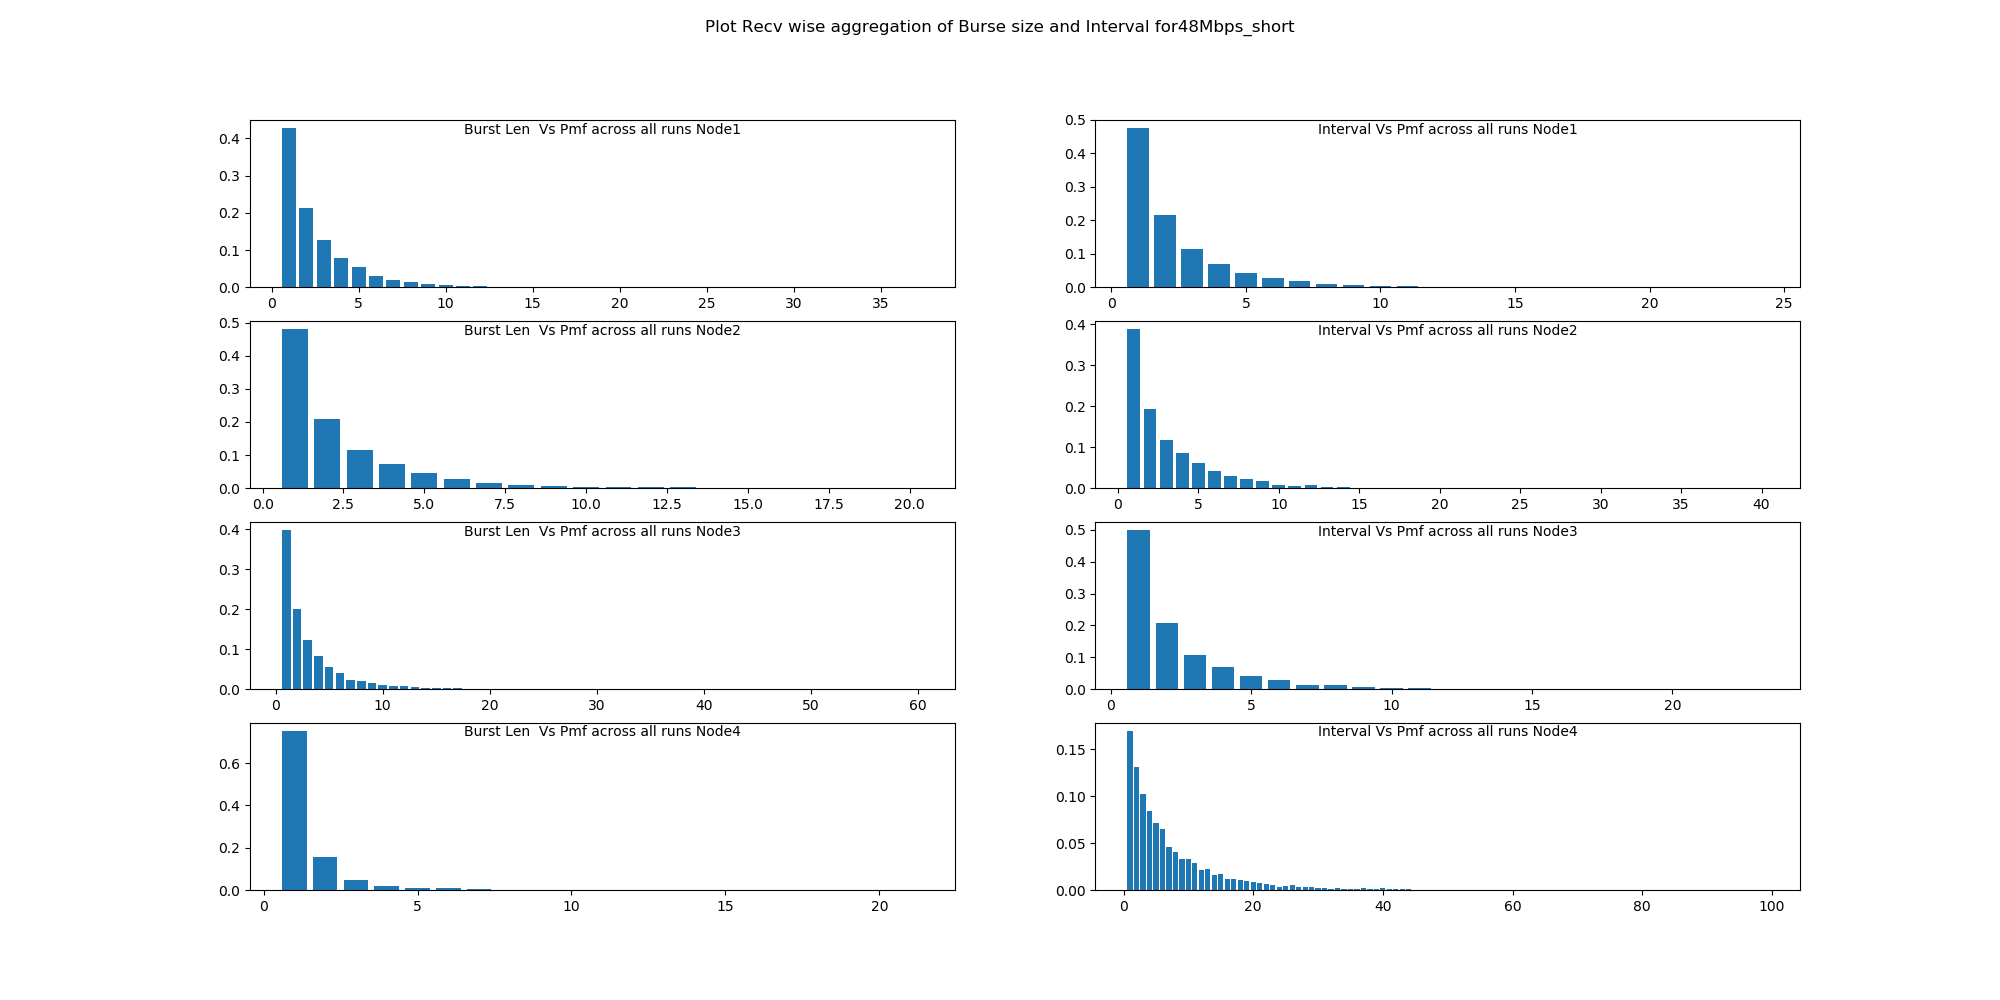 Plot Recv wise aggregation of Burse size and Interval for48Mbps_short
Burst Len  Vs Pmf across all runs Node1
0.4
0.3
0.2
0.1
0.0
0 5 10 15 20 25 30 35
Interval Vs Pmf across all runs Node1
0.5
0.4
0.3
0.2
0.1
0.0
0 5 10 15 20 25
Burst Len  Vs Pmf across all runs Node2
0.5
0.4
0.3
0.2
0.1
0.0
0.0 2.5 5.0 7.5 10.0 12.5 15.0 17.5 20.0
Interval Vs Pmf across all runs Node2
0.4
0.3
0.2
0.1
0.0
0 5 10 15 20 25 30 35 40
Burst Len  Vs Pmf across all runs Node3
0.4
0.3
0.2
0.1
0.0
0 10 20 30 40 50 60
Interval Vs Pmf across all runs Node3
0.5
0.4
0.3
0.2
0.1
0.0
0 5 10 15 20
Burst Len  Vs Pmf across all runs Node4
0.6
0.4
0.2
0.0
0 5 10 15 20
Interval Vs Pmf across all runs Node4
0.15
0.10
0.05
0.00
0 20 40 60 80 100